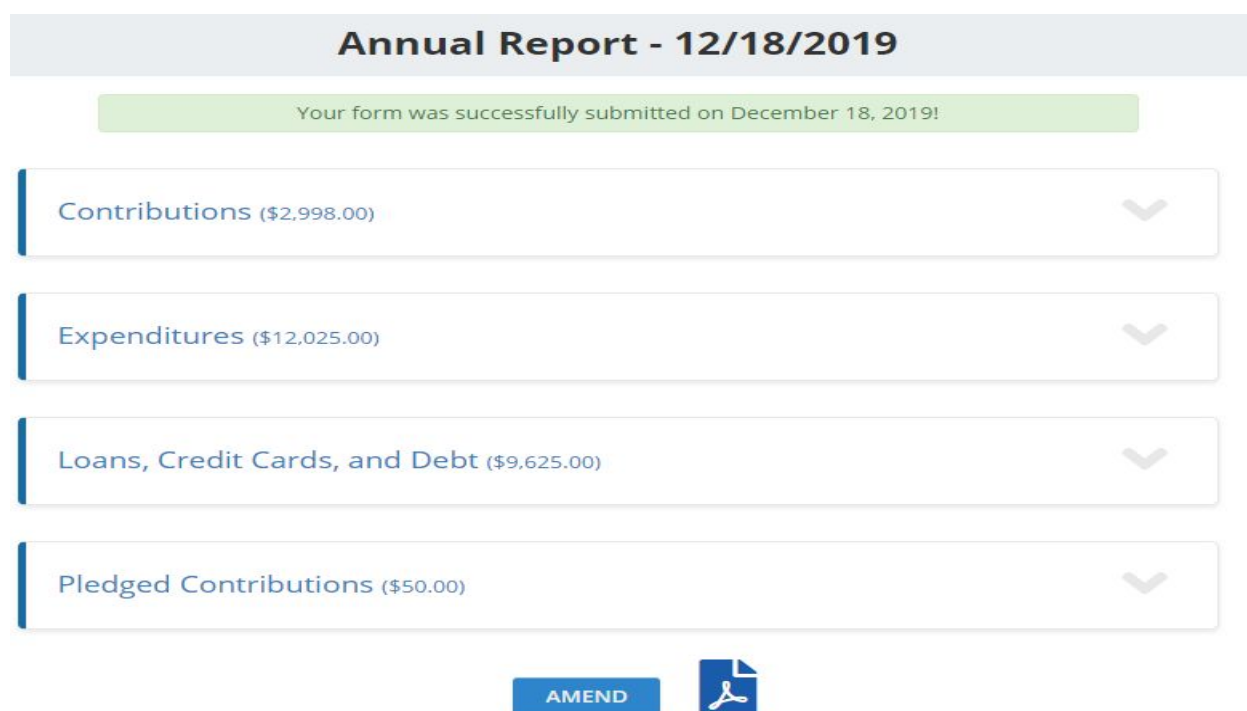 Annual Report - 12/18/2019
Your form was successfully submitted on December 18, 2019!
Contributions ($2,998.00)
Expenditures ($12,025.00)
Loans, Credit Cards, and Debt ($9,625.00)
Pledged Contributions ($50.00)
AMEND